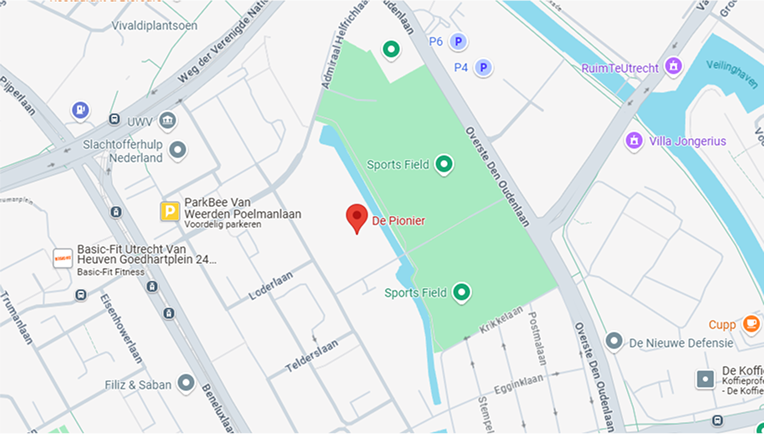 Vivaldiplantsoen
Weg der Verenigde Natio
Admiraal Helfrichlaan
Oudenlaan
P6
P4
RuimTeUtrecht
Veilinghaven
Pijperlaan
UWV
Slachtofferhulp
Nederland
Villa Jongerius
Sports Field
Overste Den Oudenlaan
ParkBee Van
Weerden Poelmanlaan
Voordelig parkeren
De Pionier
Basic-Fit Utrecht Van
Heuven Goedhartplein 24...
Basic-Fit Fitness
Loderlaan
Sports Field
Trumanlaan
Eisenhowerlaan
Krikkelaan
Postmalaan
Overste Den Oudenlaan
Cupp
De Nieuwe Defensie
Telderslaan
Filiz & Saban
Beneluxlaan
Egginklaan
Stempel
De Koffie
Koffieprof
- De Koffie